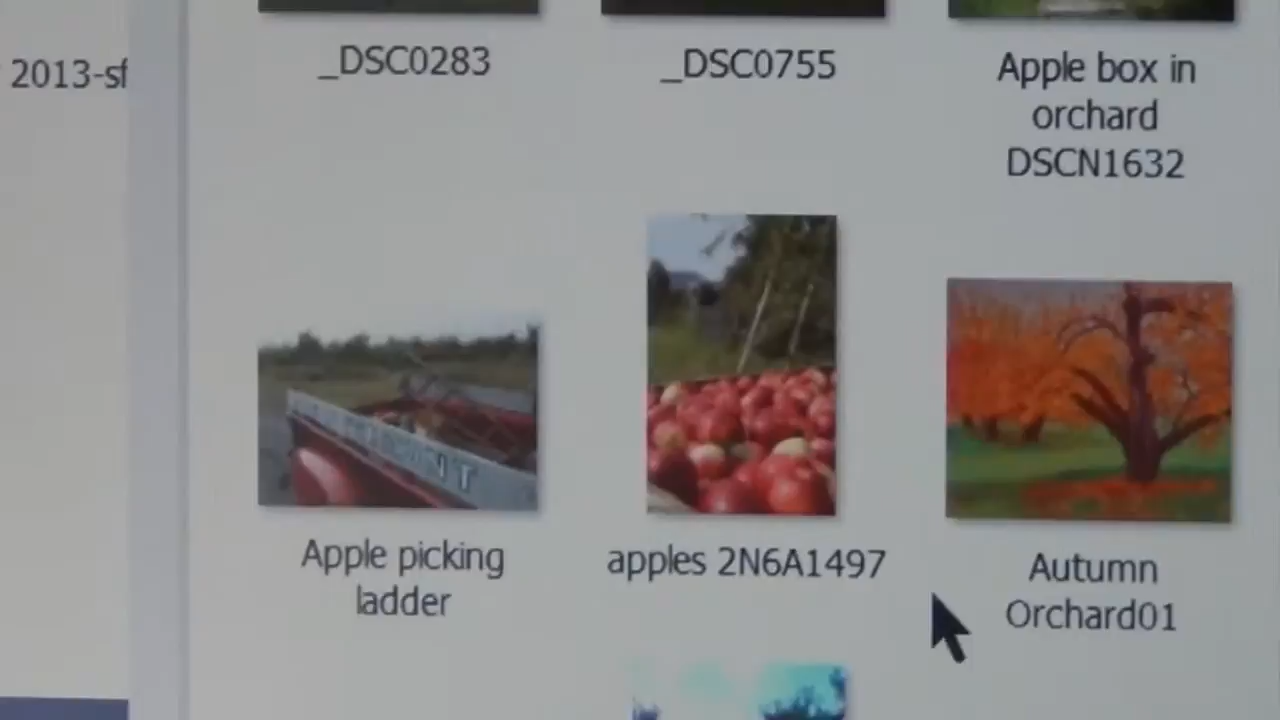 2013-sf
_DSC0283
_DSC0755
Apple box in
orchard
DSCN1632
Apple picking
ladder
apples 2N6A1497
Autumn
Orchard01